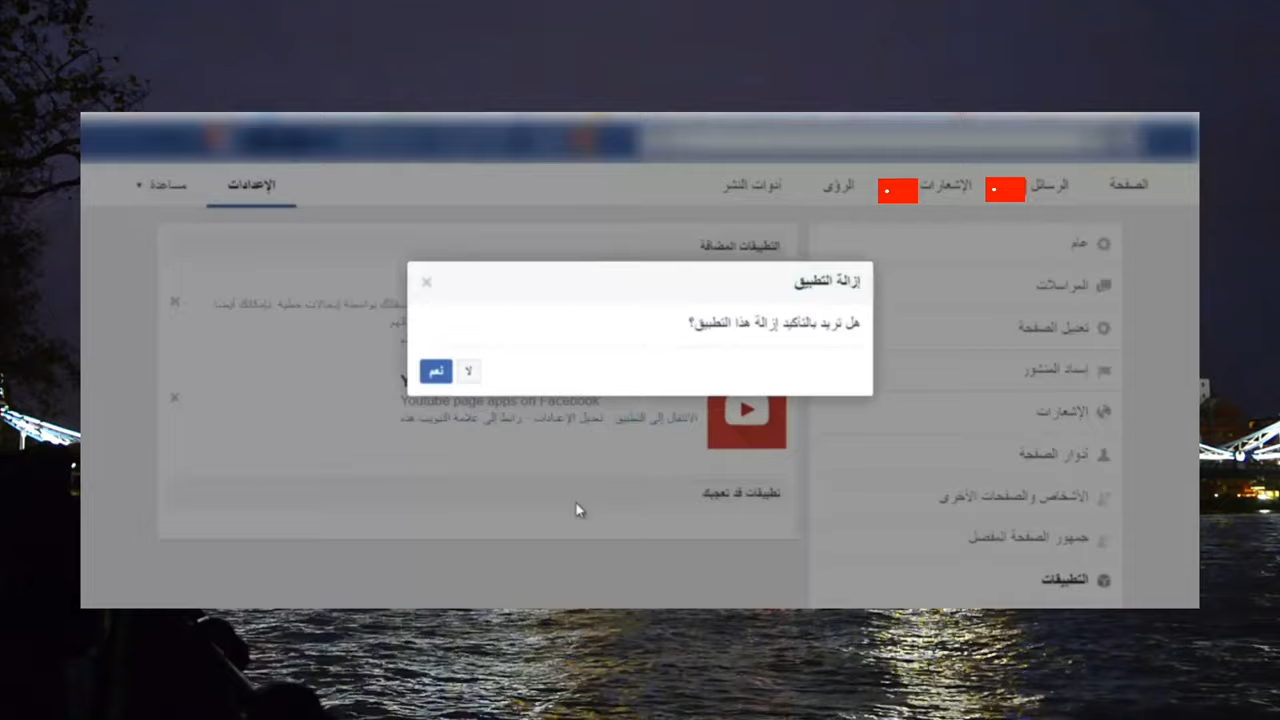 الصفحة
الرسائل
الإشعارات
الرؤى
أدوات النشر
الإعدادات
مساعدة
عام
المراسلات
تعديل الصفحة
إسناد المنشور
الإشعارات
أدوار الصفحة
الأشخاص والصفحات الأخرى
جمهور الصفحة المفضل
التطبيقات
التطبيقات المضافة
إزالة التطبيق
هل تريد بالتأكيد إزالة هذا التطبيق؟
لا
نعم
Youtube page apps on Facebook
الانتقال إلى التطبيق · تعديل الإعدادات · رابط إلى علامة التبويب هذه
تطبيقات قد تعجبك